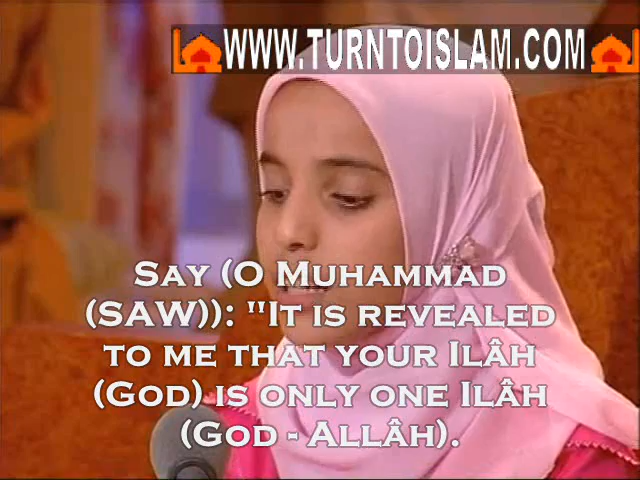 WWW.TURNTOISLAM.COM
SAY (O MUHAMMAD
(SAW)): "IT IS REVEALED
TO ME THAT YOUR ILÂH
(GOD) IS ONLY ONE ILÂH
(GOD - ALLÂH).